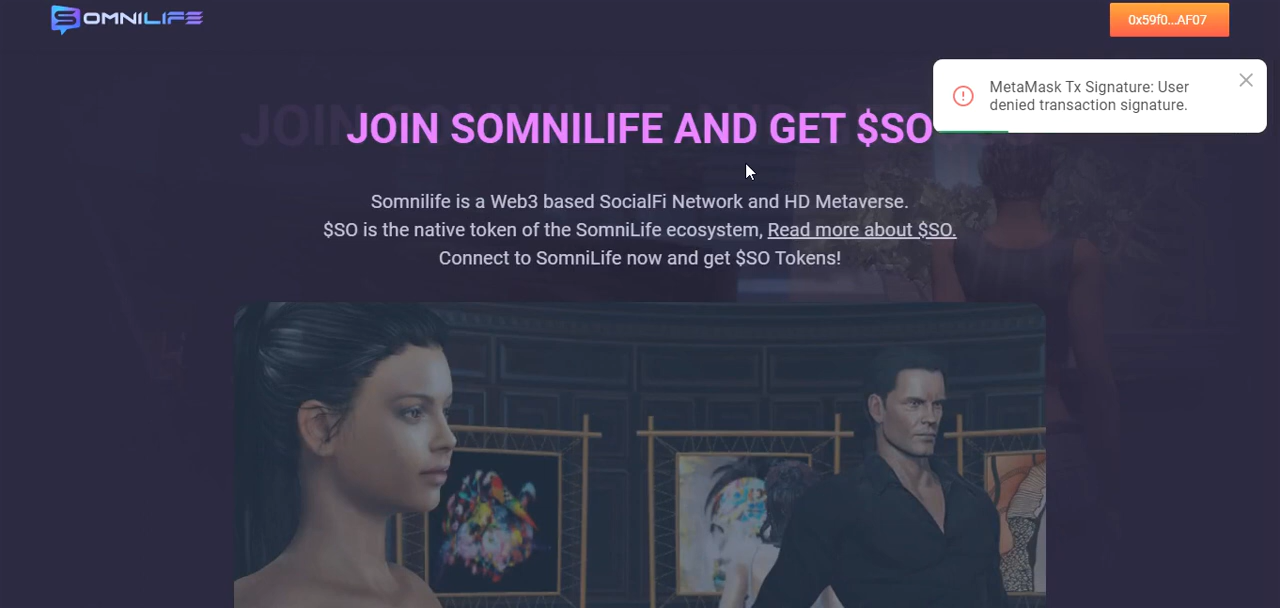 SOMNILIFE
0x59f0...AF07
MetaMask Tx Signature: User
denied transaction signature.
JOIN SOMNILIFE AND GET $SO
Somnilife is a Web3 based SocialFi Network and HD Metaverse.
$SO is the native token of the SomniLife ecosystem, Read more about $SO.
Connect to SomniLife now and get $SO Tokens!